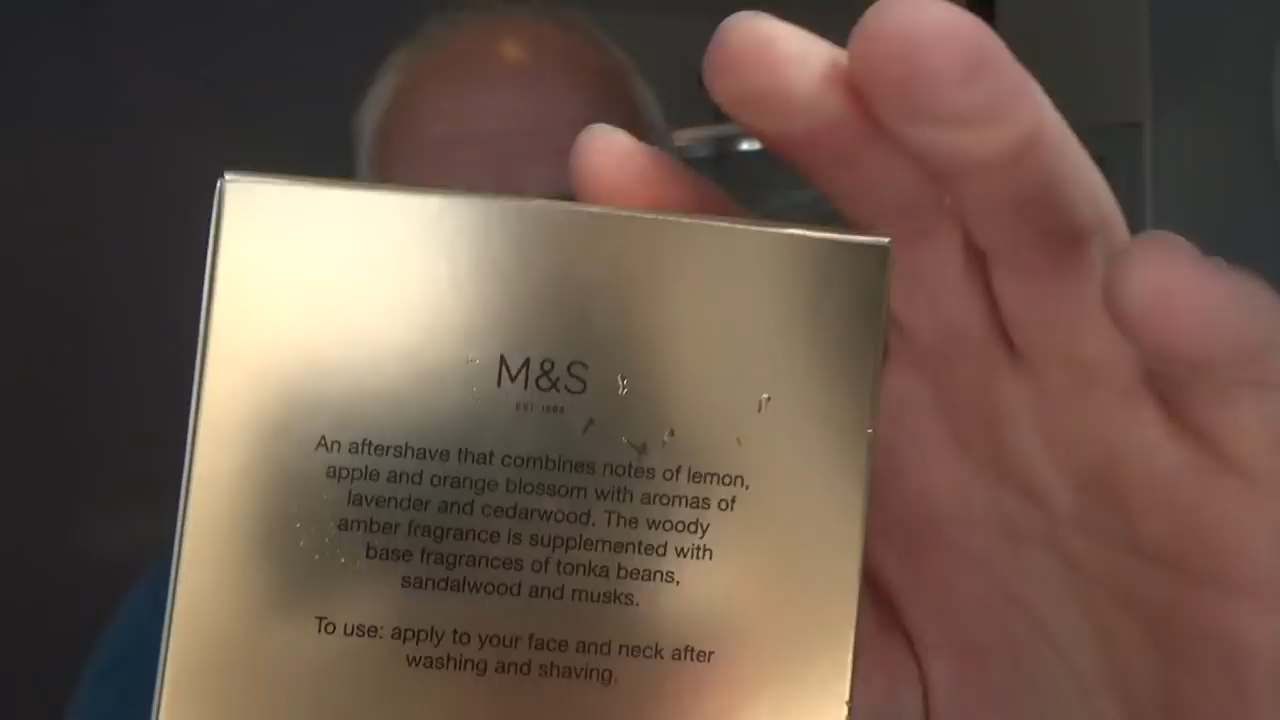 M&S
EST. 1884
An aftershave that combines notes of lemon,
apple and orange blossom with aromas of
lavender and cedarwood. The woody
amber fragrance is supplemented with
base fragrances of tonka beans,
sandalwood and musks.
To use: apply to your face and neck after
washing and shaving.